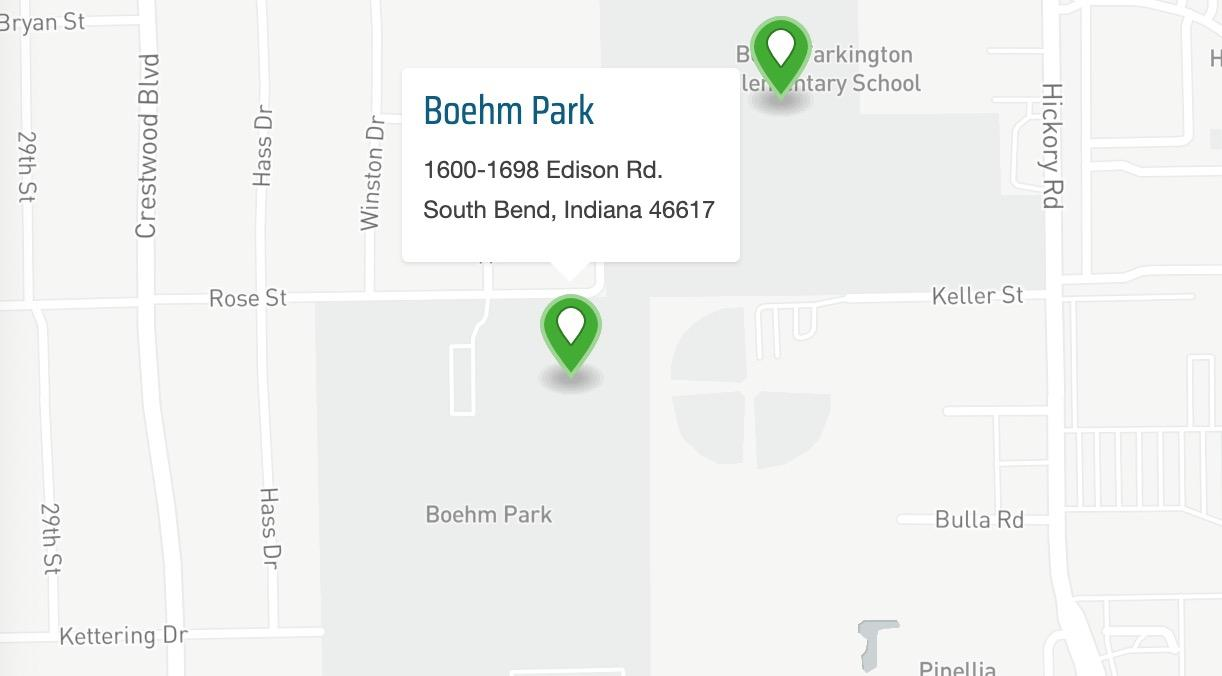 Bryan St
Crestwood Blvd
Hass Dr
Winston Dr
29th St
arkington
ntary School
Hickory Rd
H
Boehm Park
1600-1698 Edison Rd.
South Bend, Indiana 46617
Rose St
Keller St
Boehm Park
29th St
Hass Dr
Bulla Rd
Kettering Dr
Pinellia